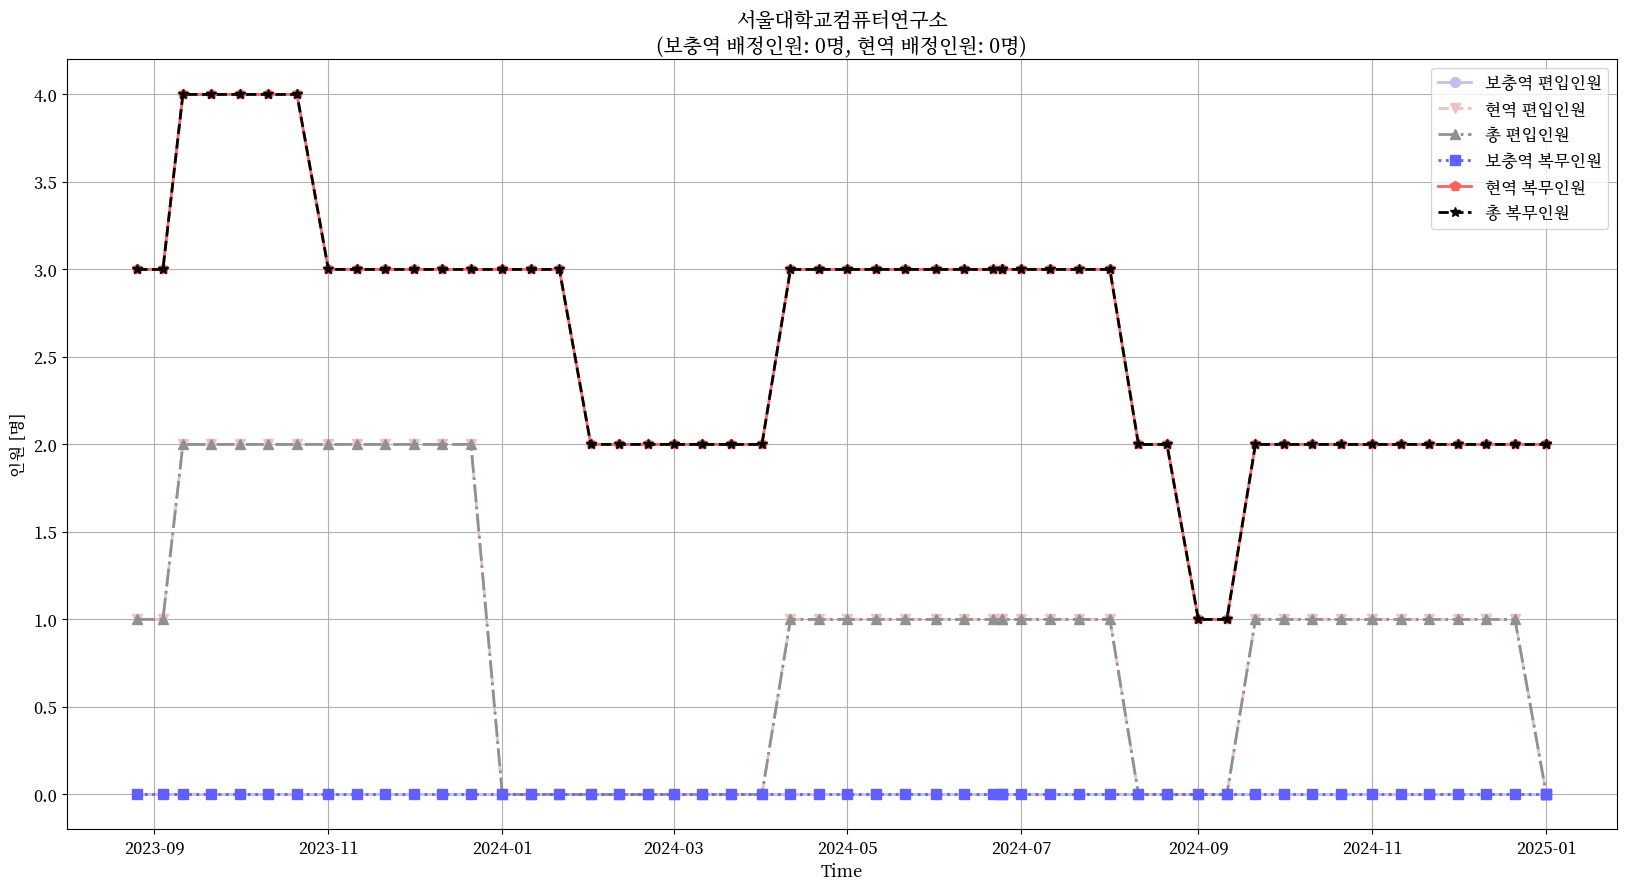 서울대학교컴퓨터연구소
(보충역 배정인원: 0명, 현역 배정인원: 0명)
보충역 편입인원
현역 편입인원
총 편입인원
보충역 복무인원
현역 복무인원
총 복무인원
인원 [명]
4.0
3.5
3.0
2.5
2.0
1.5
1.0
0.5
0.0
2023-09
2023-11
2024-01
2024-03
2024-05
2024-07
2024-09
2024-11
2025-01
Time